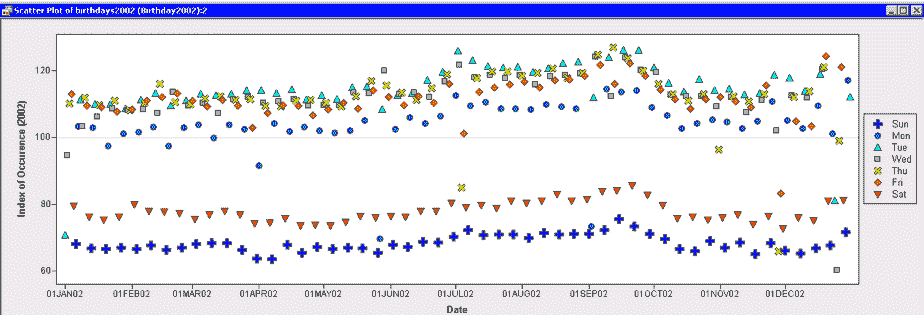 Scatter Plot of birthdays2002 (Birthday2002):2
Index of Occurence (2002)
120
100
80
60
01JAN02 01FEB02 01MAR02 01APR02 01MAY02 01JUN02 01JUL02 01AUG02 01SEP02 01OCT02 01NOV02 01DEC02
Date
Sun
Mon
Tue
Wed
Thu
Fri
Sat